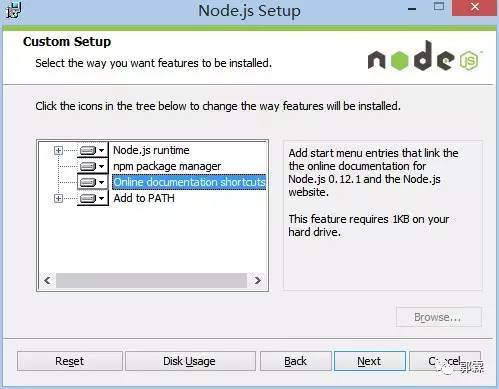 Node.js Setup
Custom Setup
Select the way you want features to be installed.
node
JS
Click the icons in the tree below to change the way features will be installed.
Node.js runtime
npm package manager
Online documentation shortcuts
Add to PATH
Add start menu entries that link the
the online documentation for
Node.js 0.12.1 and the Node.js
website.
This feature requires 1KB on your
hard drive.
Browse...
Reset
Disk Usage
Back
Next
Cancel
郭霖